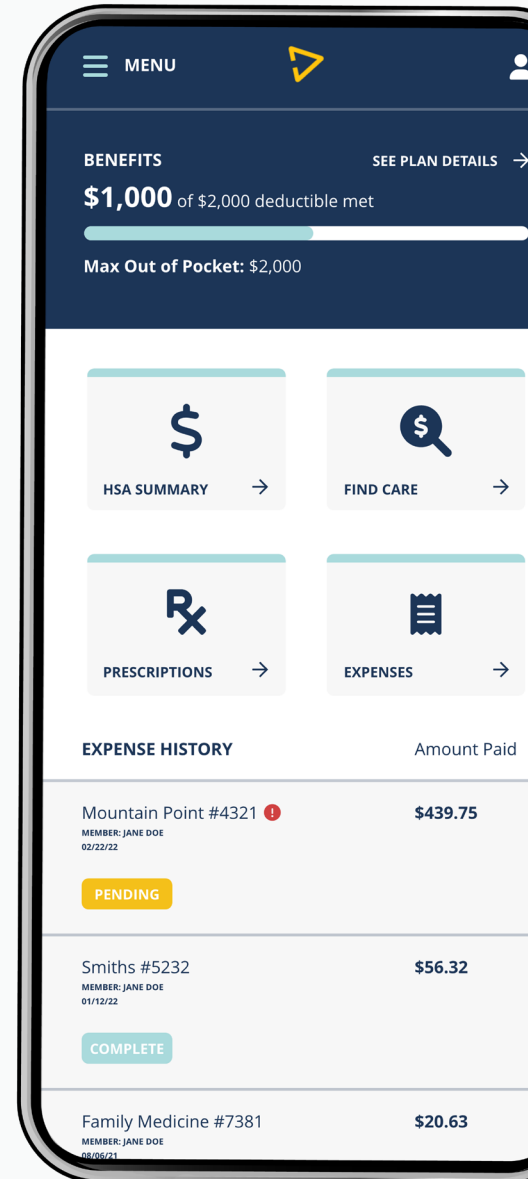 MENU
BENEFITS
SEE PLAN DETAILS →
$1,000 of $2,000 deductible met
Max Out of Pocket: $2,000
$
$
HSA SUMMARY →
FIND CARE →
Rx
PRESCRIPTIONS →
EXPENSES →
EXPENSE HISTORY
Amount Paid
Mountain Point #4321 !
$439.75
MEMBER: JANE DOE
02/22/22
PENDING
Smiths #5232
$56.32
MEMBER: JANE DOE
01/12/22
COMPLETE
Family Medicine #7381
$20.63
MEMBER: JANE DOE
08/06/21